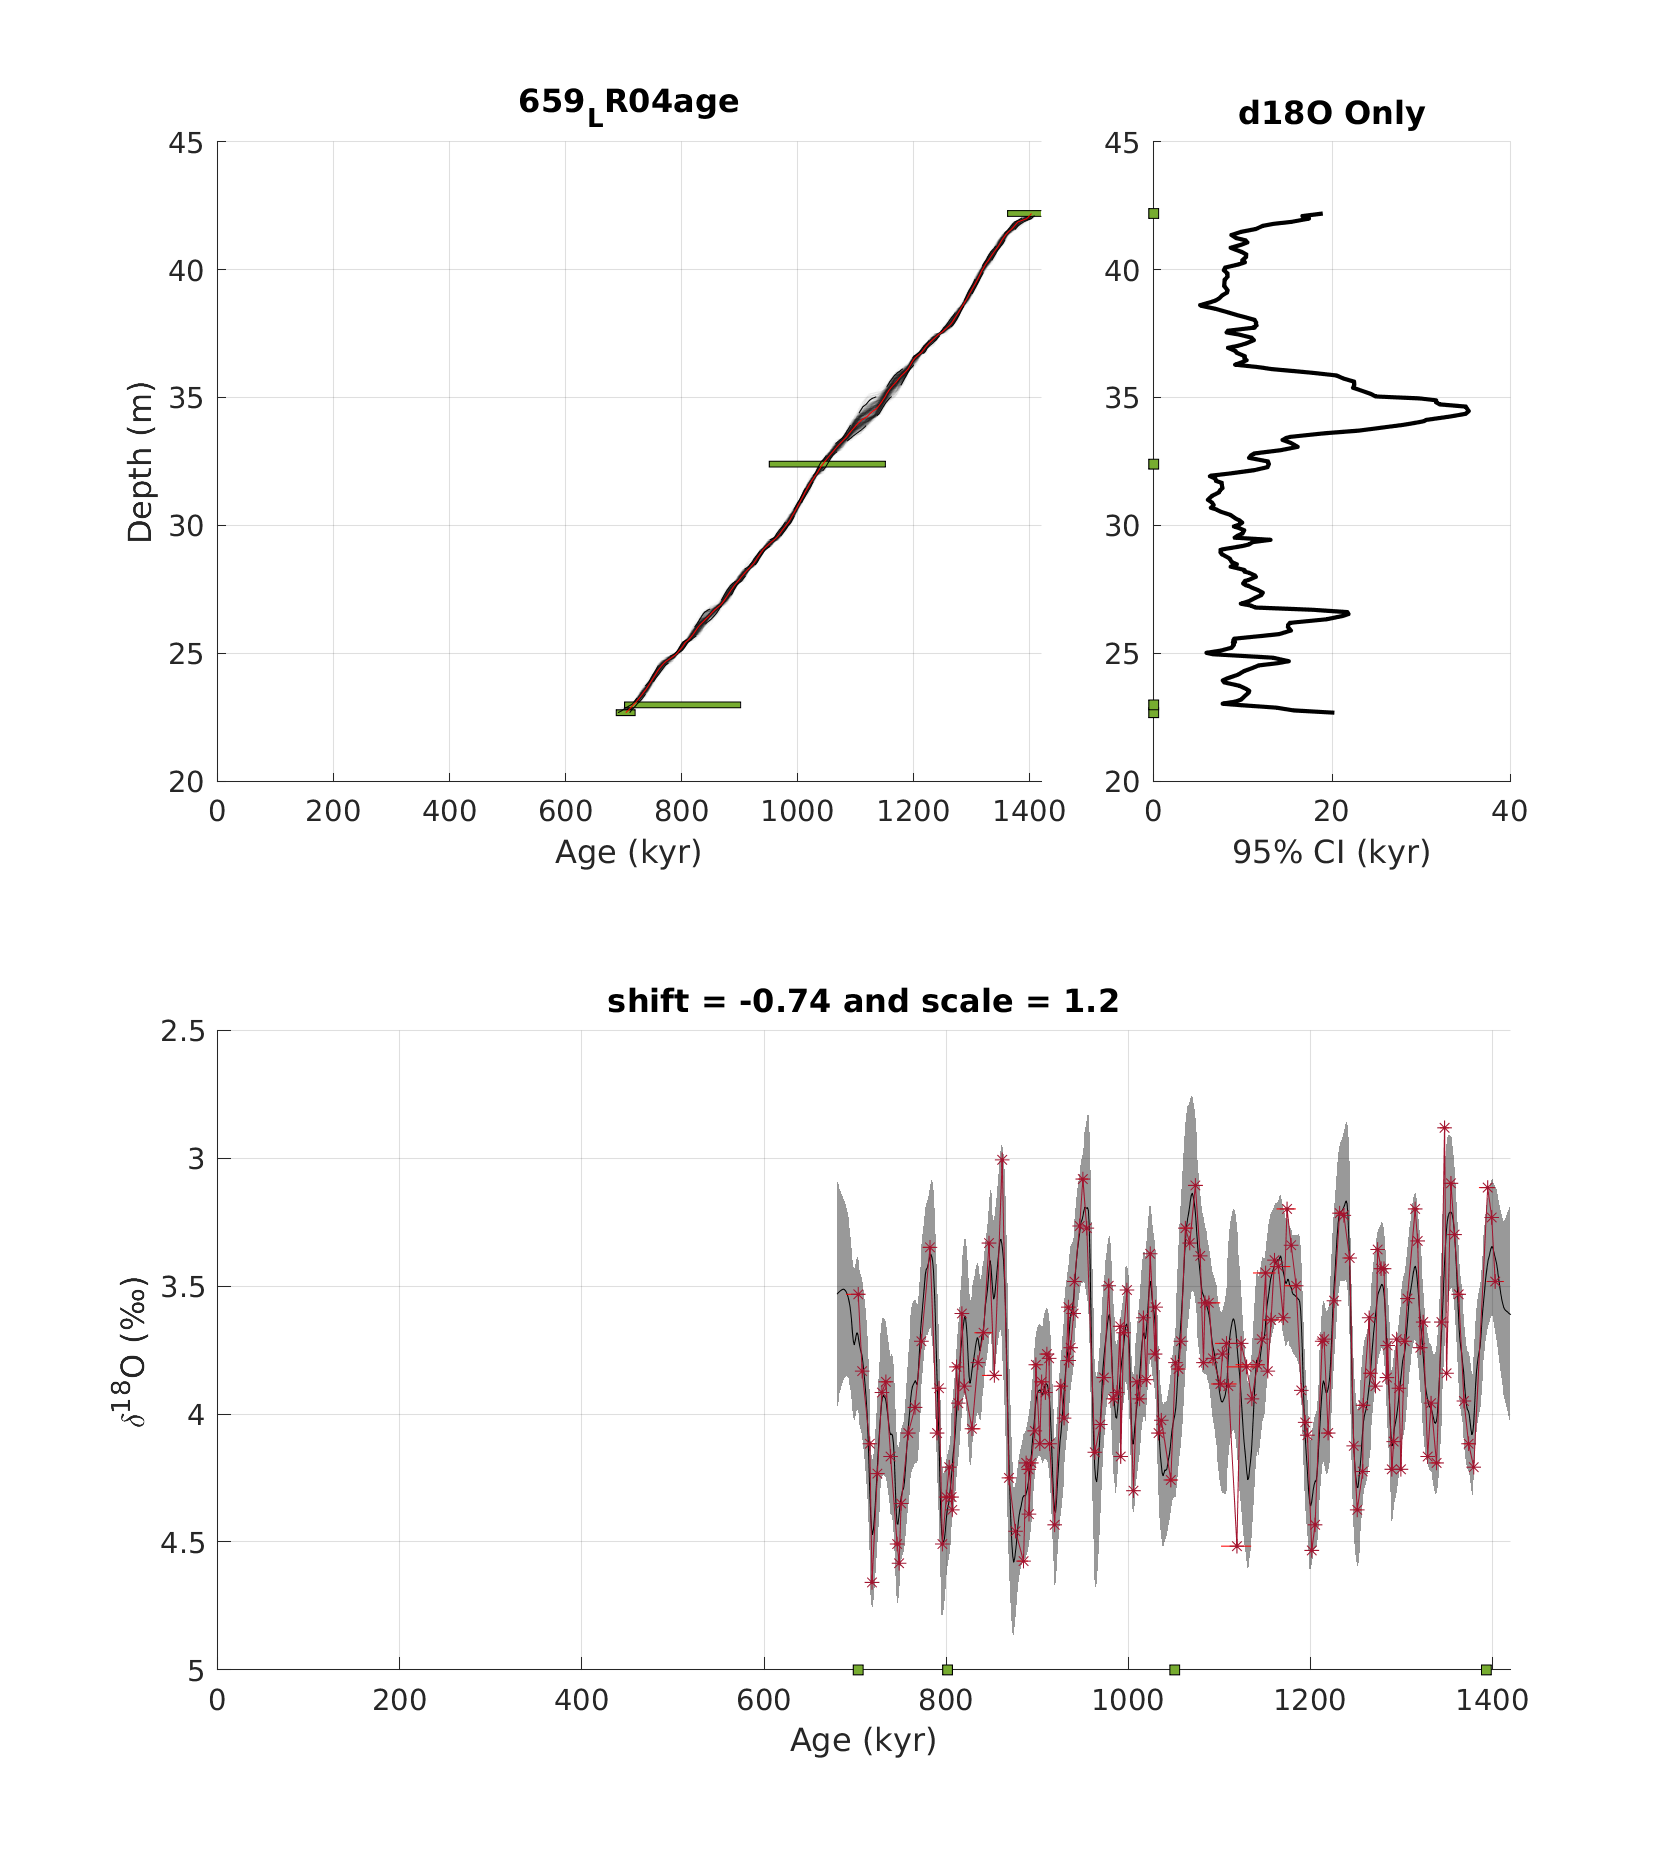 659LR04age
45
40
35
30
25
20
0 200 400 600 800 1000 1200 1400
Depth (m)
Age (kyr)
d18O Only
45
40
35
30
25
20
0 20 40
95% CI (kyr)
shift = -0.74 and scale = 1.2
2.5
3
3.5
4
4.5
5
0 200 400 600 800 1000 1200 1400
δ18O (‰)
Age (kyr)